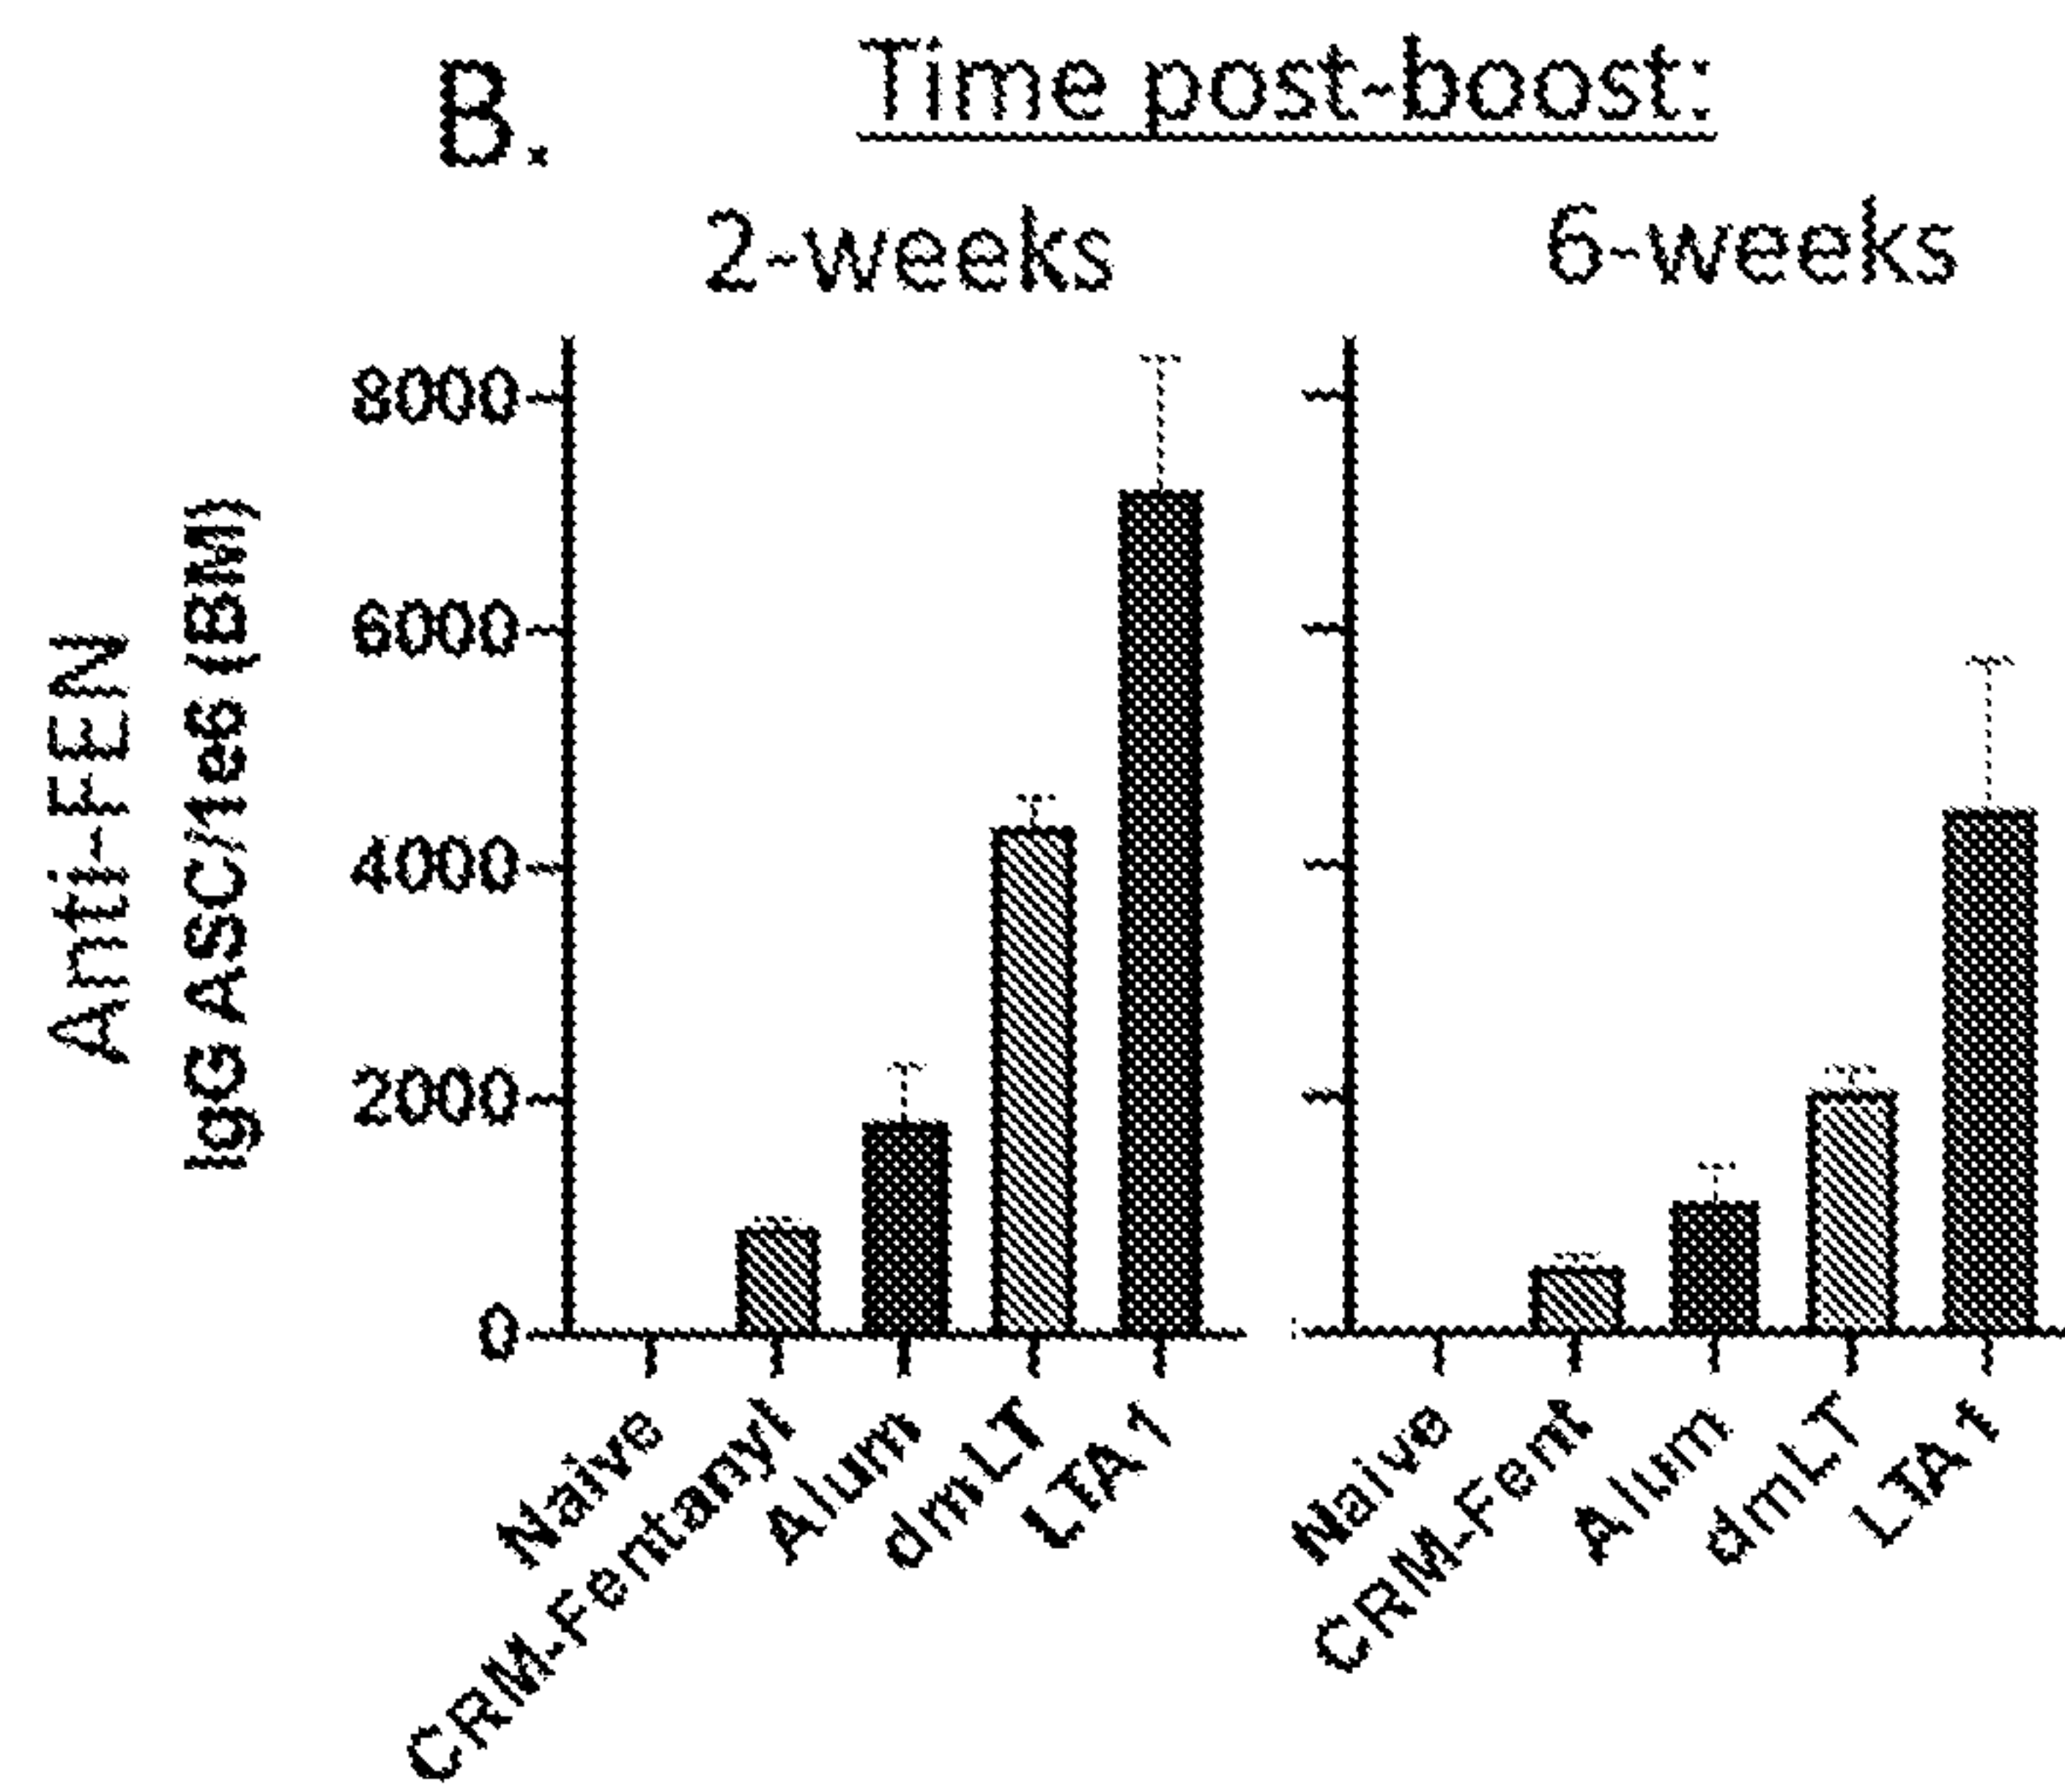 B.
Time post-boost:
2-weeks
6-weeks
Anti-FEN
IgG ASC/1e6 (BM)
8000
6000
4000
2000
0
Naive
CRM-Fentanyl
Alum
dmLT
LTA1
Naive
CRM-Fent
Alum
dmLT
LTA1